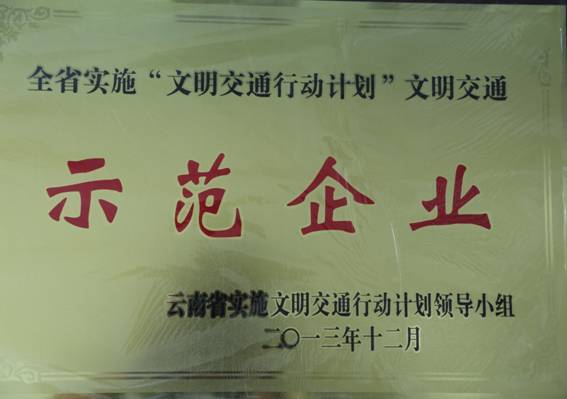 全省实施“文明交通行动计划”文明交通
示范企业
云南省实施文明交通行动计划领导小组
二〇一三年十二月